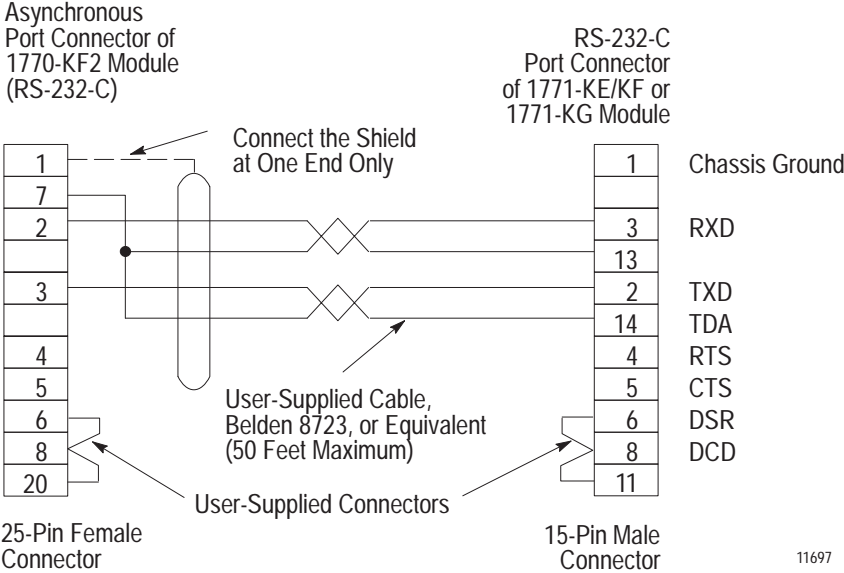 Asynchronous
Port Connector of
1770-KF2 Module
(RS-232-C)
RS-232-C
Port Connector
of 1771-KE/KF or
1771-KG Module
Connect the Shield
at One End Only
1
7
2
3
4
5
6
8
20
1 Chassis Ground
3 RXD
13
2 TXD
14 TDA
4 RTS
5 CTS
6 DSR
8 DCD
11
User-Supplied Cable,
Belden 8723, or Equivalent
(50 Feet Maximum)
User-Supplied Connectors
25-Pin Female
Connector
15-Pin Male
Connector
11697